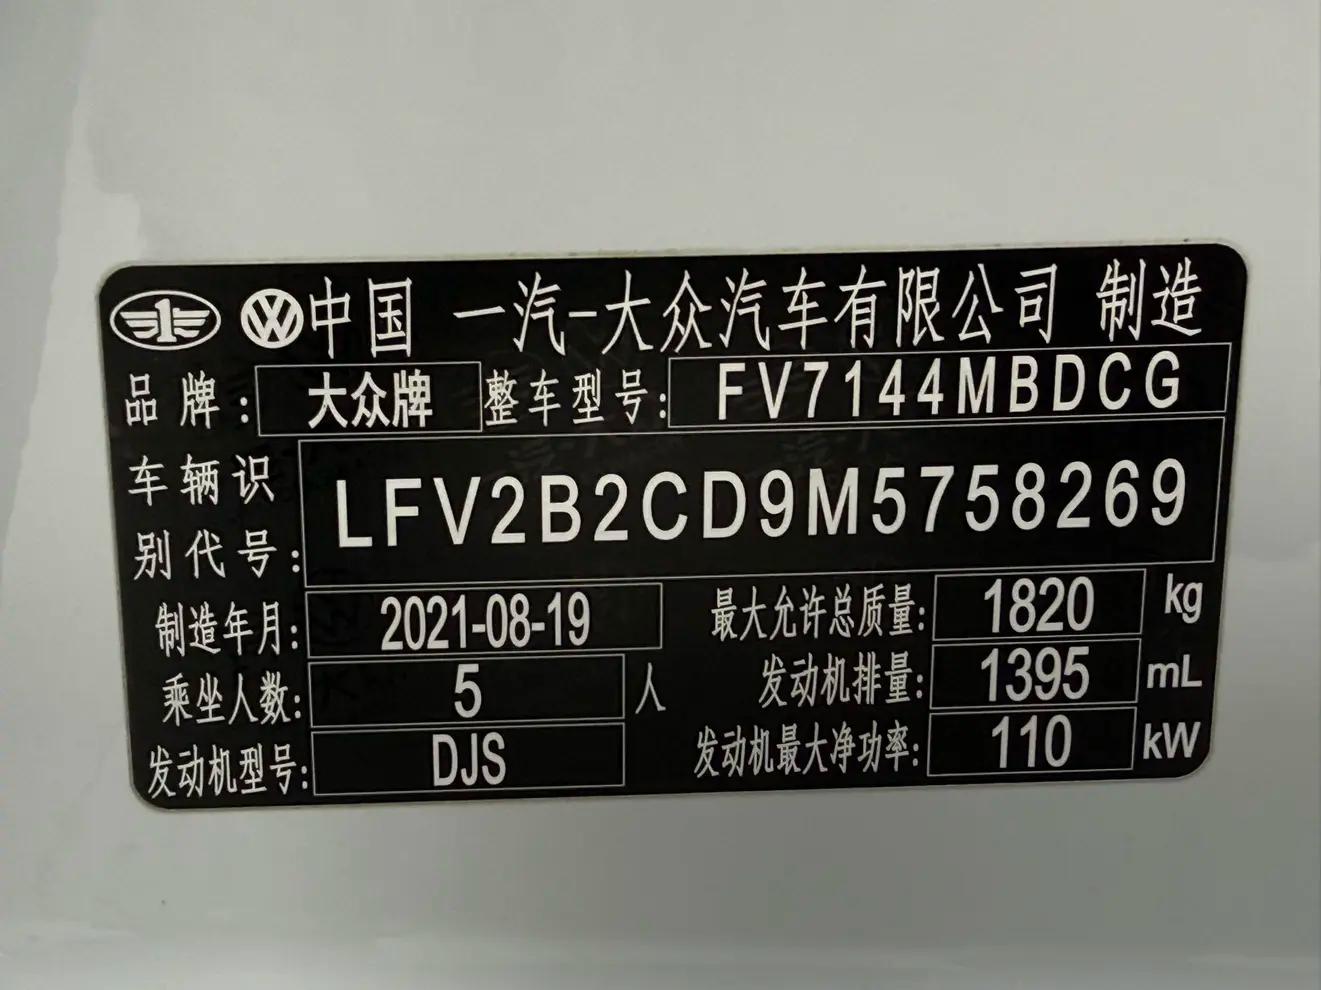 中国 一汽-大众汽车有限公司 制造
品牌: 大众牌 整车型号: FV7144MBDCG
车辆识别代号: LFV2B2CD9M5758269
制造年月: 2021-08-19 最大允许总质量: 1820 kg
乘坐人数: 5 人 发动机排量: 1395 mL
发动机型号: DJS 发动机最大净功率: 110 kW